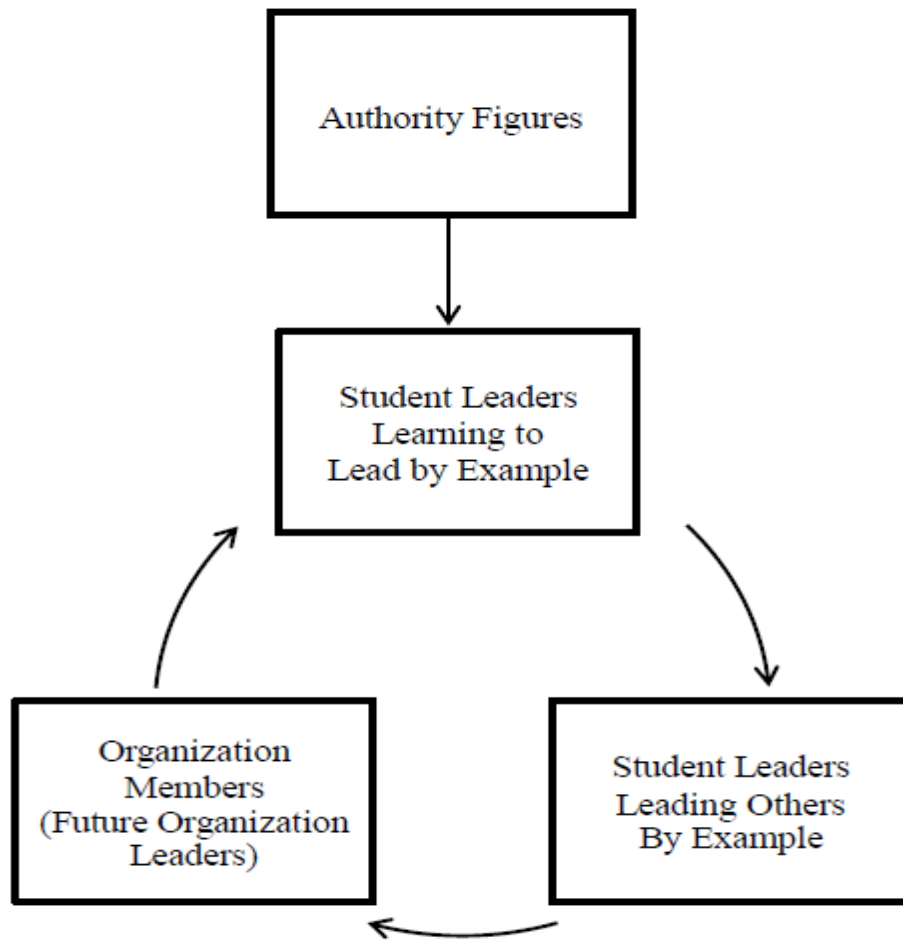 Authority Figures
Student Leaders
Learning to
Lead by Example
Organization
Members
(Future Organization
Leaders)
Student Leaders
Leading Others
By Example